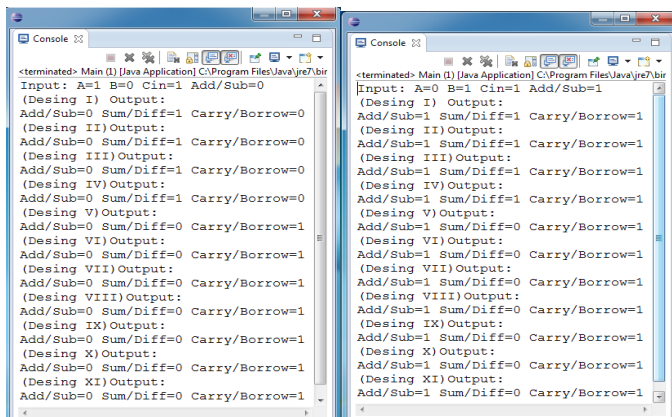 Console
<terminated> Main (1) [Java Application] C:\Program Files\Java\jre7\bin
Input: A=1 B=0 Cin=1 Add/Sub=0
(Desing I) Output:
Add/Sub=0 Sum/Diff=1 Carry/Borrow=0
(Desing II)Output:
Add/Sub=0 Sum/Diff=1 Carry/Borrow=0
(Desing III)Output:
Add/Sub=0 Sum/Diff=1 Carry/Borrow=0
(Desing IV)Output:
Add/Sub=0 Sum/Diff=1 Carry/Borrow=0
(Desing V)Output:
Add/Sub=0 Sum/Diff=0 Carry/Borrow=1
(Desing VI)Output:
Add/Sub=0 Sum/Diff=0 Carry/Borrow=1
(Desing VII)Output:
Add/Sub=0 Sum/Diff=0 Carry/Borrow=1
(Desing VIII)Output:
Add/Sub=0 Sum/Diff=0 Carry/Borrow=1
(Desing IX)Output:
Add/Sub=0 Sum/Diff=0 Carry/Borrow=1
(Desing X)Output:
Add/Sub=0 Sum/Diff=0 Carry/Borrow=1
(Desing XI)Output:
Add/Sub=0 Sum/Diff=0 Carry/Borrow=1
Console
<terminated> Main (1) [Java Application] C:\Program Files\Java\jre7\bin
Input: A=0 B=1 Cin=1 Add/Sub=1
(Desing I) Output:
Add/Sub=1 Sum/Diff=1 Carry/Borrow=1
(Desing II)Output:
Add/Sub=1 Sum/Diff=1 Carry/Borrow=1
(Desing III)Output:
Add/Sub=1 Sum/Diff=1 Carry/Borrow=1
(Desing IV)Output:
Add/Sub=1 Sum/Diff=1 Carry/Borrow=1
(Desing V)Output:
Add/Sub=1 Sum/Diff=0 Carry/Borrow=1
(Desing VI)Output:
Add/Sub=1 Sum/Diff=0 Carry/Borrow=1
(Desing VII)Output:
Add/Sub=1 Sum/Diff=0 Carry/Borrow=1
(Desing VIII)Output:
Add/Sub=1 Sum/Diff=0 Carry/Borrow=1
(Desing IX)Output:
Add/Sub=1 Sum/Diff=0 Carry/Borrow=1
(Desing X)Output:
Add/Sub=1 Sum/Diff=0 Carry/Borrow=1
(Desing XI)Output:
Add/Sub=1 Sum/Diff=0 Carry/Borrow=1